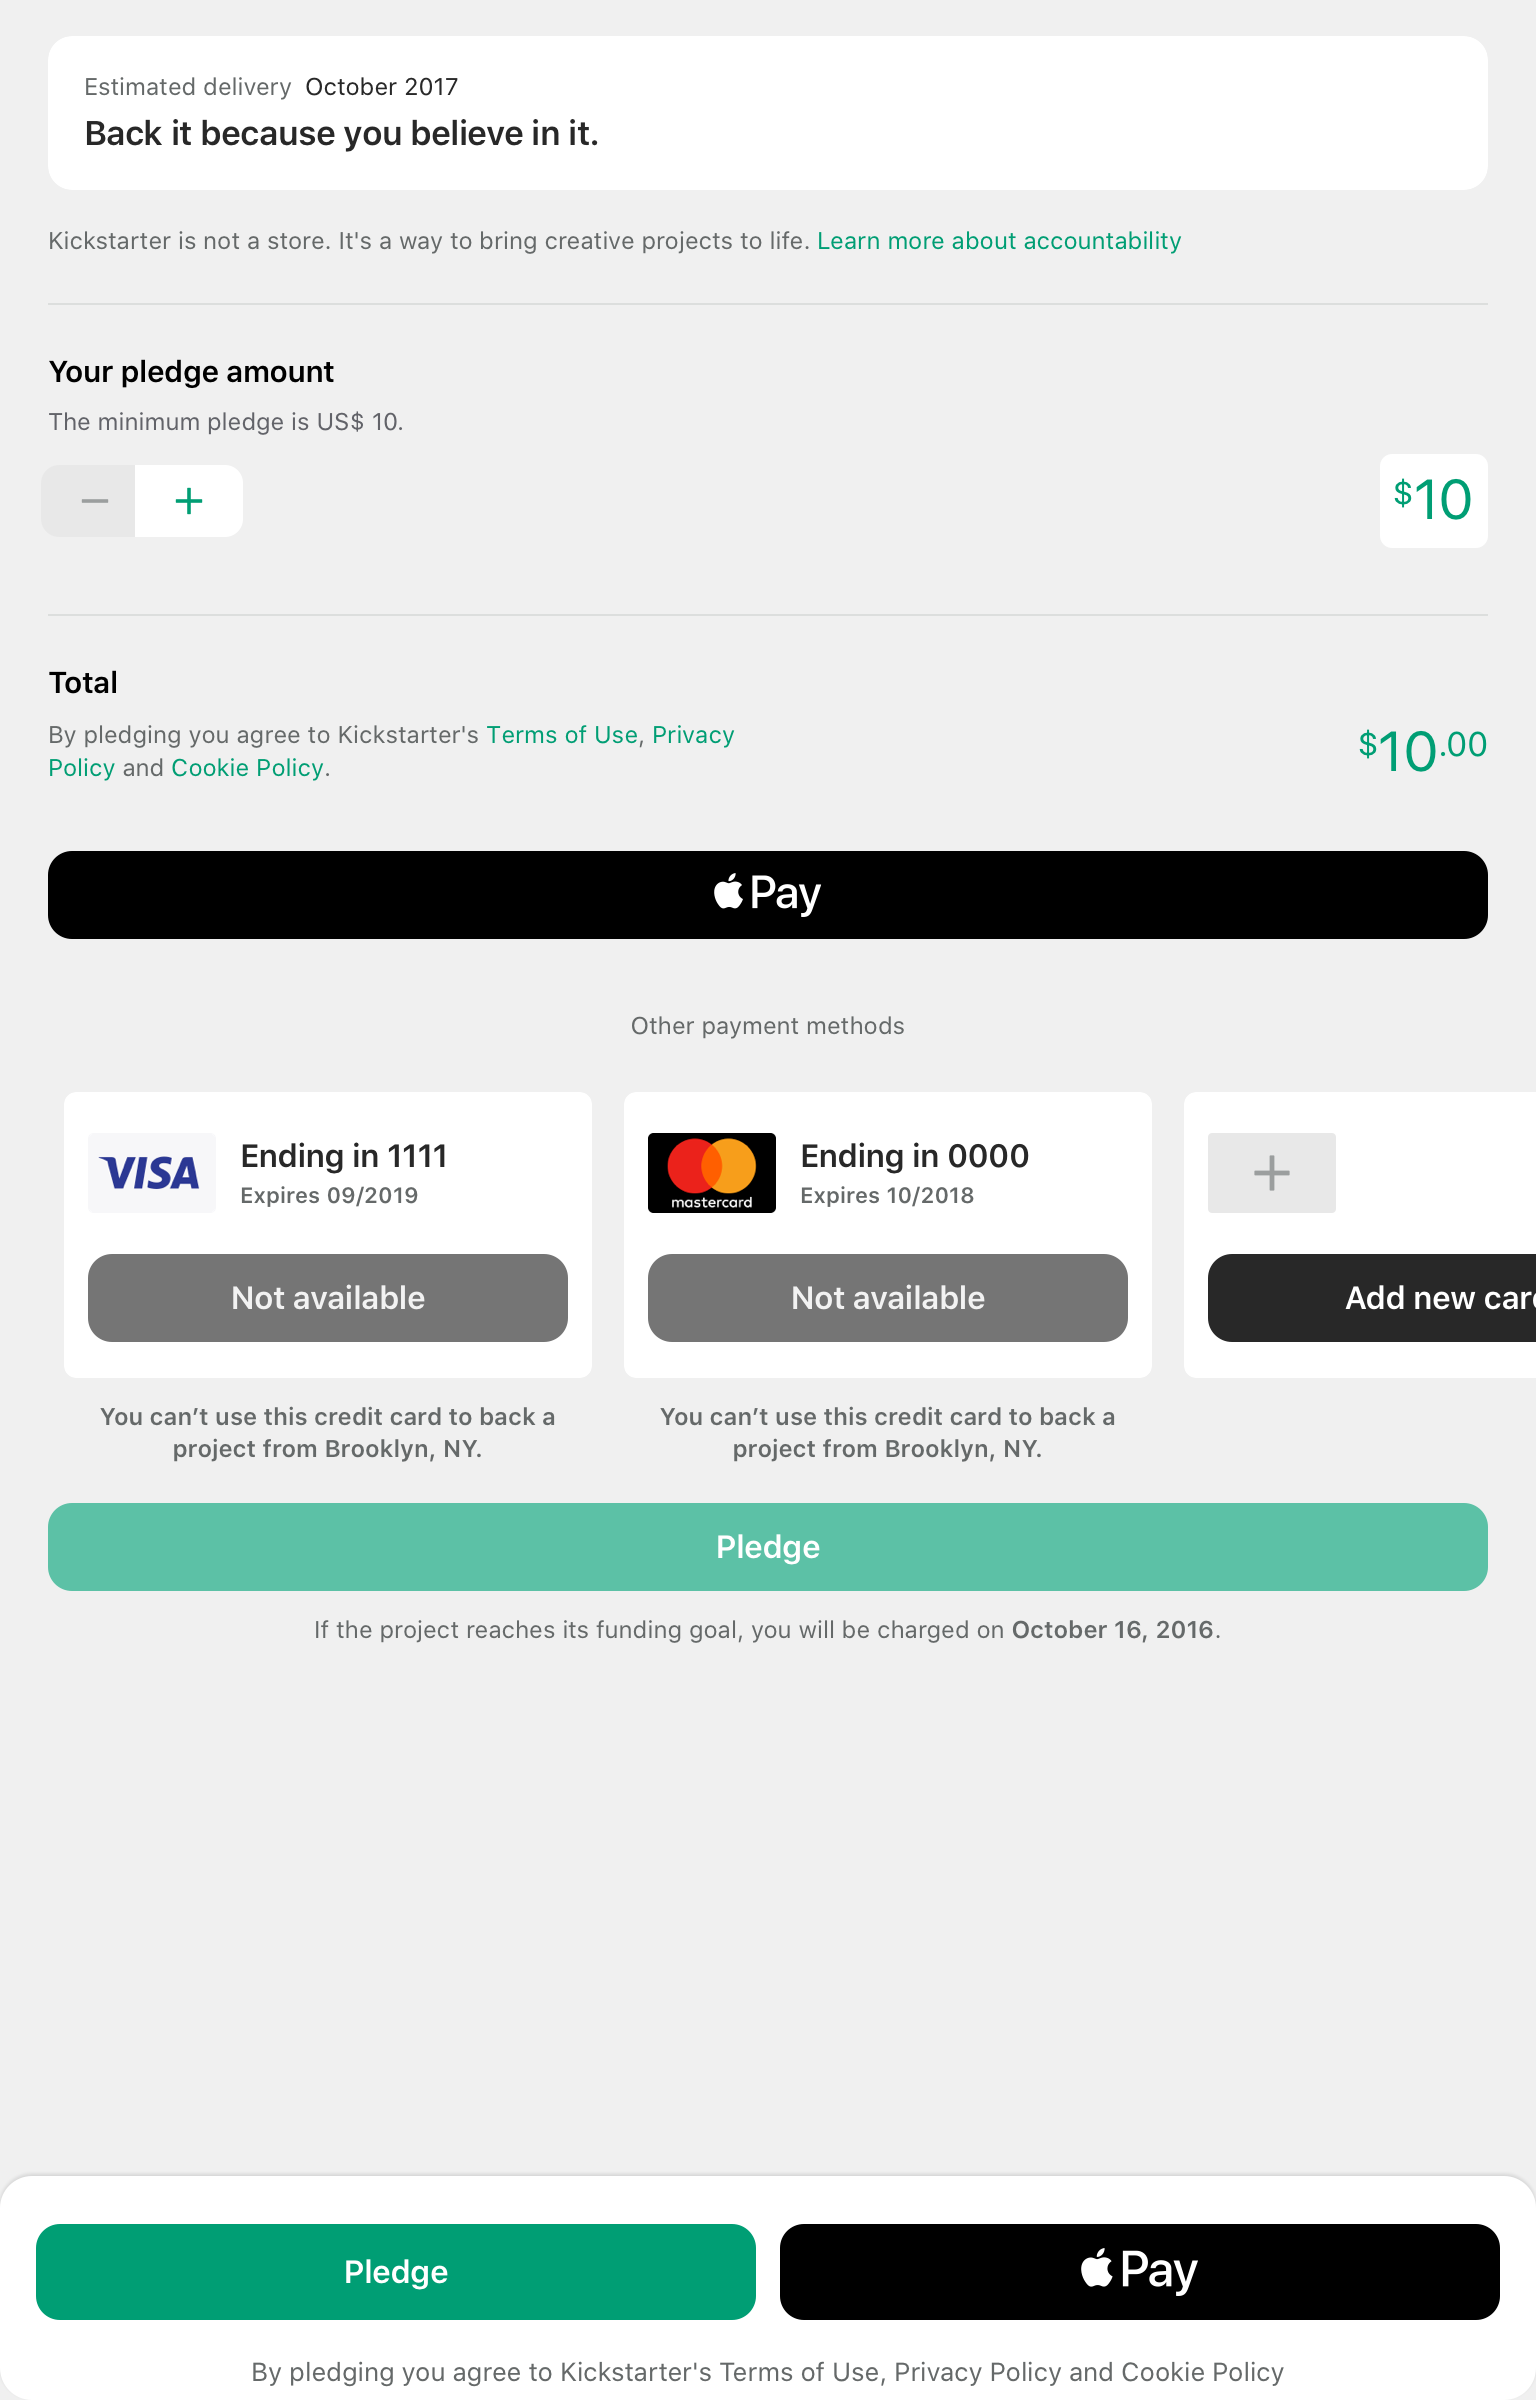 Estimated delivery October 2017
Back it because you believe in it.
Kickstarter is not a store. It's a way to bring creative projects to life. Learn more about accountability
Your pledge amount
The minimum pledge is US$ 10.
− +
$10
Total
By pledging you agree to Kickstarter's Terms of Use, Privacy
Policy and Cookie Policy.
$10.00
Pay
Other payment methods
VISA
Ending in 1111
Expires 09/2019
Not available
You can’t use this credit card to back a
project from Brooklyn, NY.
mastercard
Ending in 0000
Expires 10/2018
Not available
You can’t use this credit card to back a
project from Brooklyn, NY.
+
Add new
Pledge
If the project reaches its funding goal, you will be charged on October 16, 2016.
Pledge
Pay
By pledging you agree to Kickstarter's Terms of Use, Privacy Policy and Cookie Policy